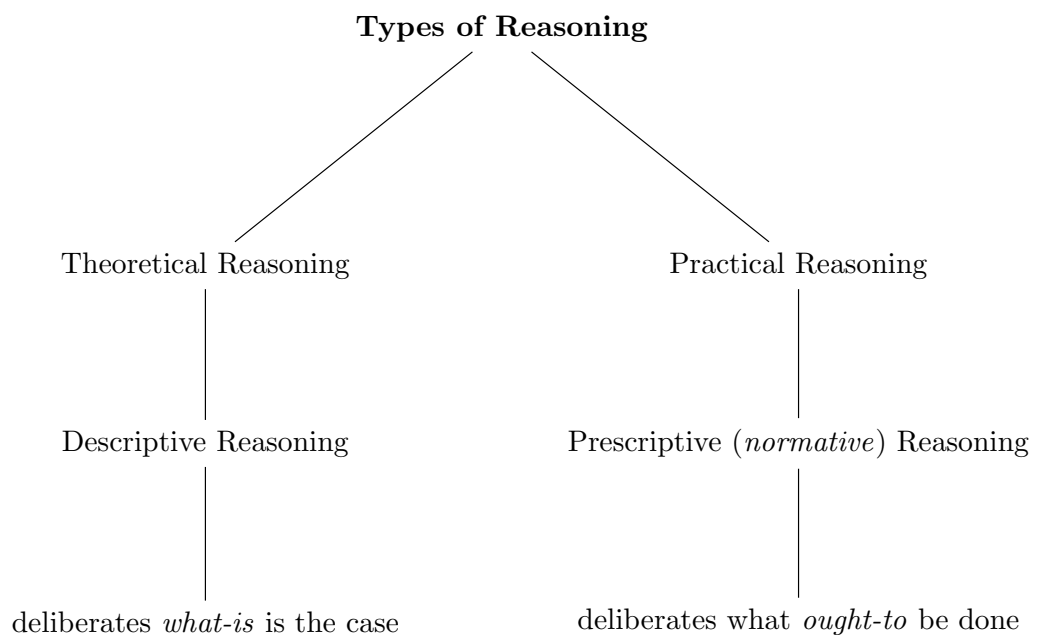 Types of Reasoning
Theoretical Reasoning
Practical Reasoning
Descriptive Reasoning
Prescriptive (normative) Reasoning
deliberates what-is is the case
deliberates what ought-to be done